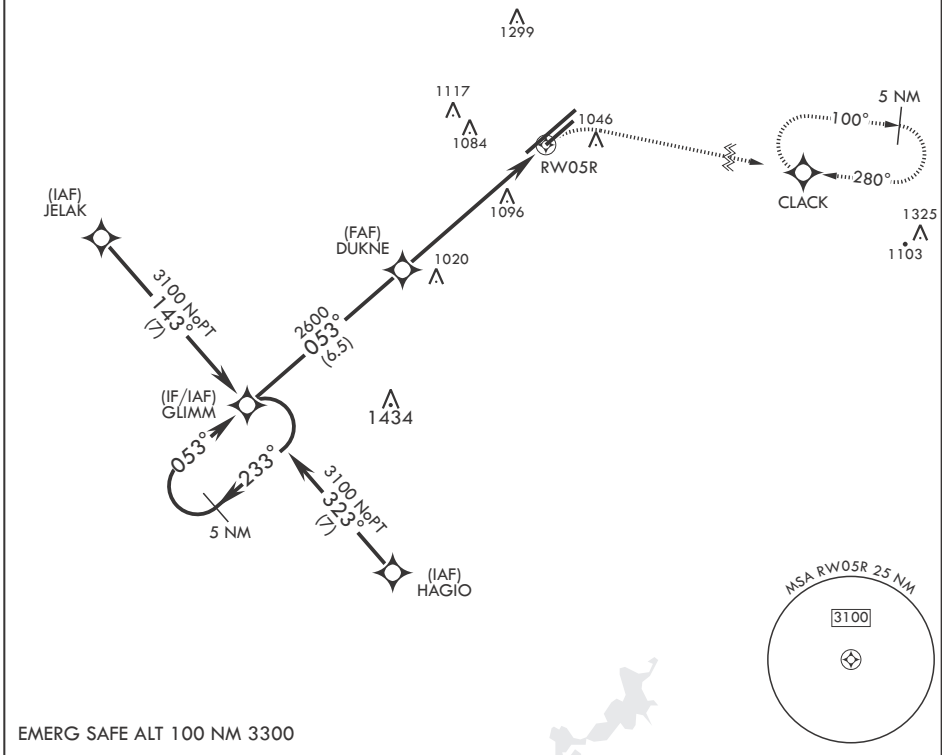 1299
1117
1084
1046
RW05R
5 NM
100°
280°
CLACK
1325
1103
1096
(IAF)
JELAK
(FAF)
DUKNE
1020
3100 NoPT
143°
(7)
2600
053°
(6.5)
(IF/IAF)
GLIMM
1434
053°
233°
5 NM
3100 NoPT
323°
(7)
(IAF)
HAGIO
MSA RW05R 25 NM
3100
EMERG SAFE ALT 100 NM 3300